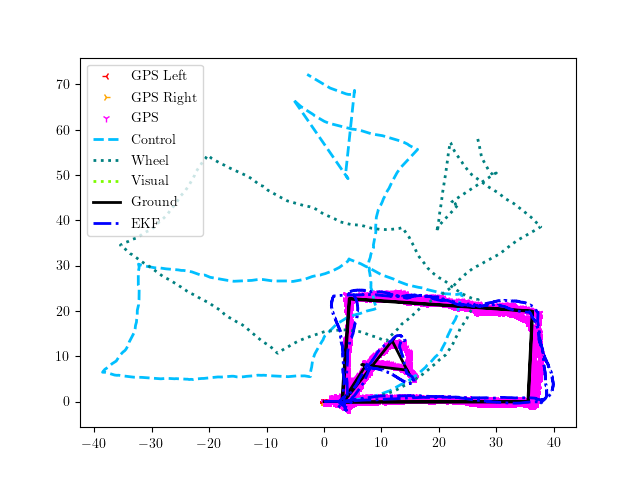 70
60
50
40
30
20
10
0
−40
−30
−20
−10
0
10
20
30
40
GPS Left
GPS Right
GPS
Control
Wheel
Visual
Ground
EKF